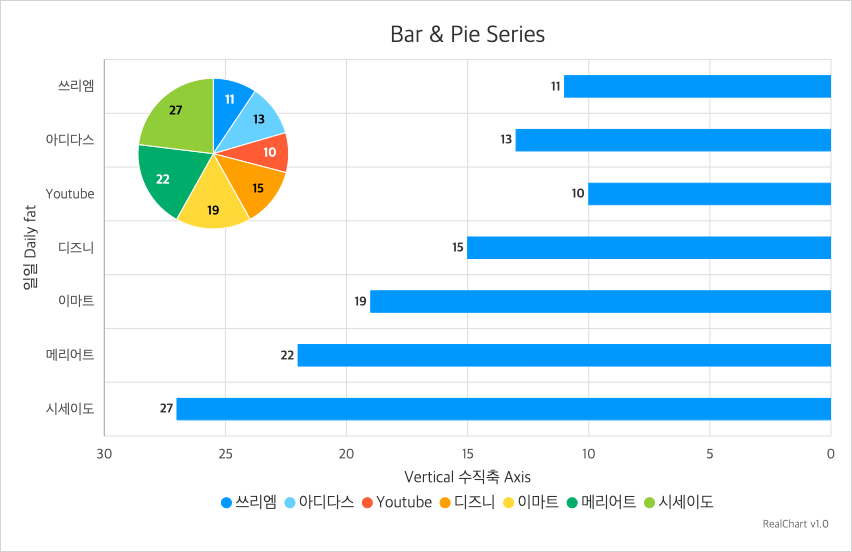 Bar & Pie Series
일일 Daily fat
쓰리엠
아디다스
Youtube
디즈니
이마트
메리어트
시세이도
11
13
10
15
19
22
27
11
13
10
15
19
22
27
30 25 20 15 10 5 0
Vertical 수직축 Axis
쓰리엠 아디다스 Youtube 디즈니 이마트 메리어트 시세이도
RealChart v1.0